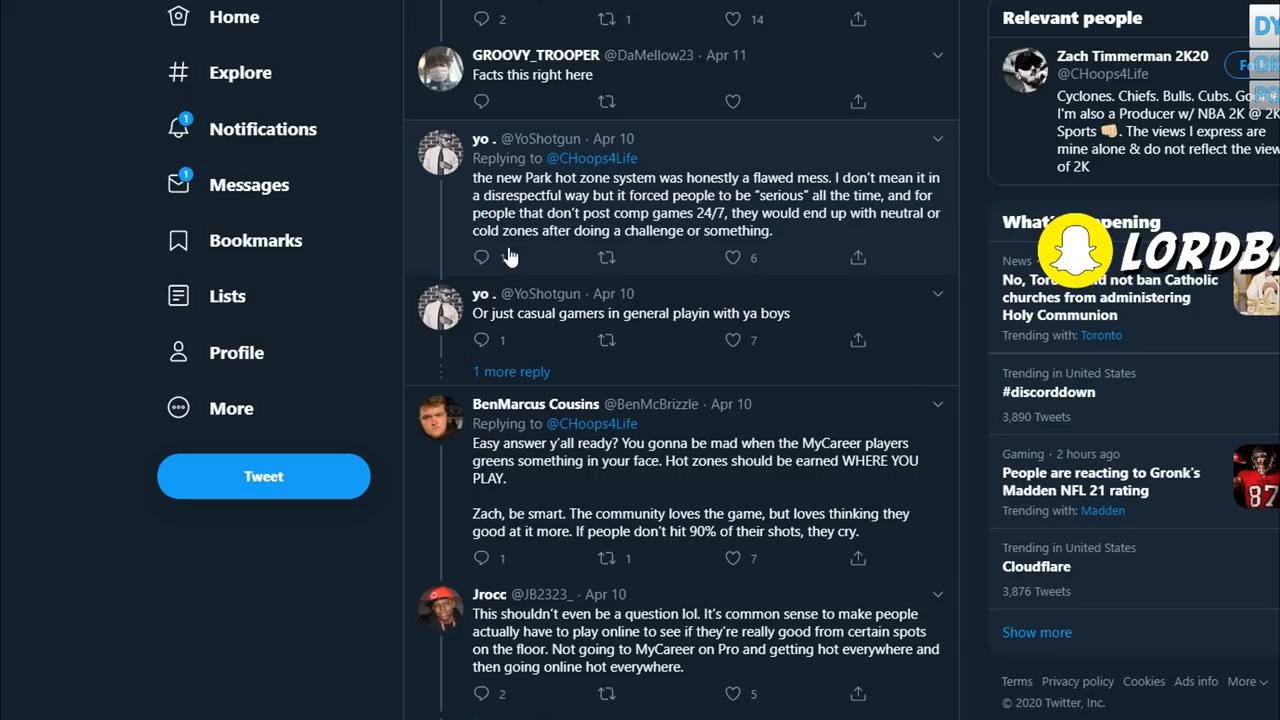 Home
Explore
1
Notifications
1
Messages
Bookmarks
Lists
Profile
More
Tweet
2 1 14
GROOVY_TROOPER @DaMellow23 · Apr 11
Facts this right here
yo . @YoShotgun · Apr 10
Replying to @CHoops4Life
the new Park hot zone system was honestly a flawed mess. I don't mean it in
a disrespectful way but it forced people to be "serious" all the time, and for
people that don't post comp games 24/7, they would end up with neutral or
cold zones after doing a challenge or something.
6
yo . @YoShotgun · Apr 10
Or just casual gamers in general playin with ya boys
1 7
1 more reply
BenMarcus Cousins @BenMcBrizzle · Apr 10
Replying to @CHoops4Life
Easy answer y'all ready? You gonna be mad when the MyCareer players
greens something in your face. Hot zones should be earned WHERE YOU
PLAY.
Zach, be smart. The community loves the game, but loves thinking they
good at it more. If people don't hit 90% of their shots, they cry.
1 1 7
Jrocc @JB2323_ · Apr 10
This shouldn't even be a question lol. It's common sense to make people
actually have to play online to see if they're really good from certain spots
on the floor. Not going to MyCareer on Pro and getting hot everywhere and
then going online hot everywhere.
2 5
Relevant people
Zach Timmerman 2K20
@CHoops4Life
Cyclones. Chiefs. Bulls. Cubs.
I'm also a Producer w/ NBA 2K @ 2K
Sports 👊🏼. The views I express are
mine alone & do not reflect the view
of 2K
LORDBA
News
churches from administering
Holy Communion
Trending with: Toronto
Trending in United States
#discorddown
3,890 Tweets
Gaming · 2 hours ago
People are reacting to Gronk's
Madden NFL 21 rating
Trending with: Madden
Trending in United States
Cloudflare
3,876 Tweets
Show more
Terms Privacy policy Cookies Ads info More
© 2020 Twitter, Inc.